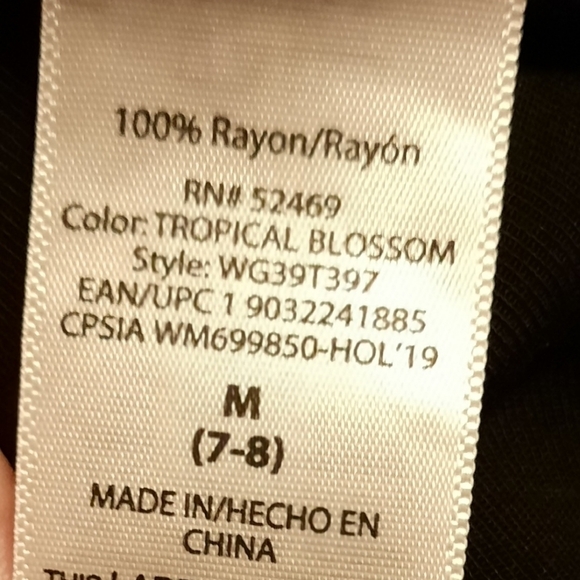 100% Rayon/Rayón
RN# 52469
Color: TROPICAL BLOSSOM
Style: WG39T397
EAN/UPC 1 9032241885
CPSIA WM699850-HOL'19
M
(7-8)
MADE IN/HECHO EN
CHINA